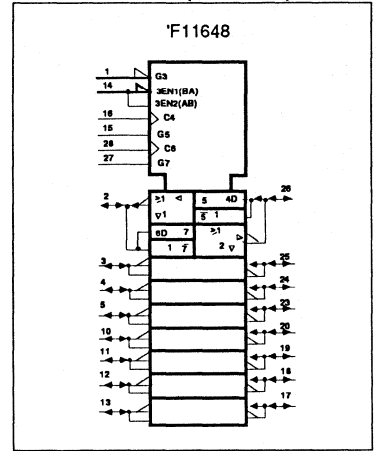 'F11648
1 G3
14 3EN1(BA)
3EN2(AB)
16 C4
15 G5
28 C6
27 G7
2 ≥1 ◁ 5 4D 26
▽1 5̅ 1
6D 7 ≥1 ▷
1 7̅ 2▽
3 25
4 24
5 23
10 20
11 19
12 18
13 17